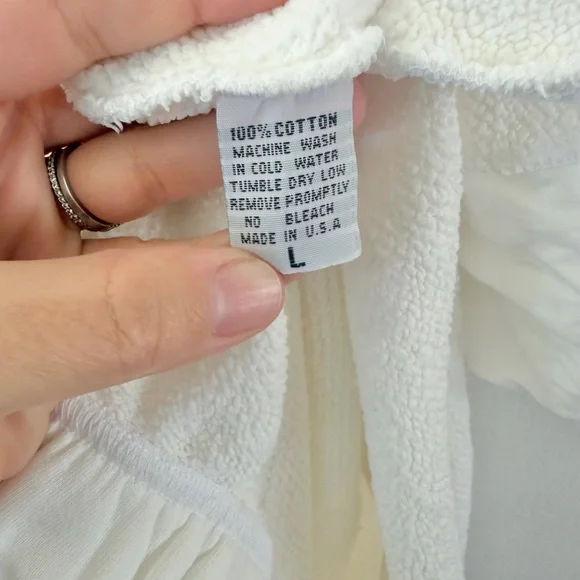 100% COTTON
MACHINE WASH
IN COLD WATER
TUMBLE DRY LOW
REMOVE PROMPTLY
NO BLEACH
MADE IN U.S.A
L